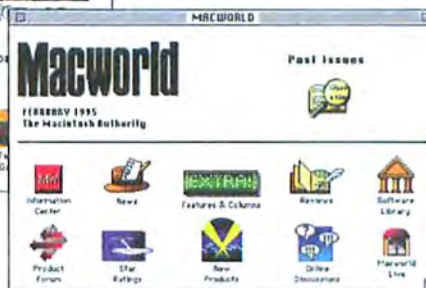 MACWORLD
Macworld
Past Issues
FEBRUARY 1995
The Macintosh Authority
EXTRA!
Information Center
News
Features & Columns
Reviews
Software Library
Product Forum
Star Ratings
New Products
Online Discussions
Macworld Live